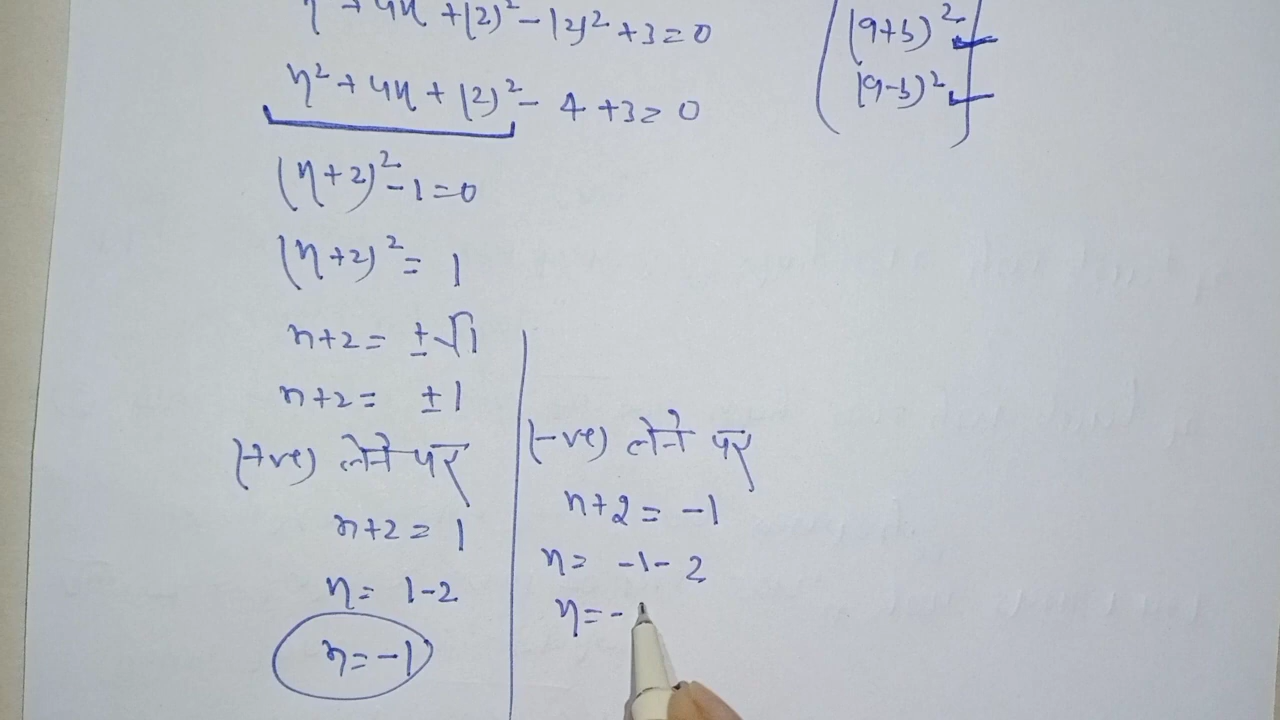 x² + 4x + (2)² - (2)² + 3 = 0
x² + 4x + (2)² - 4 + 3 = 0
(x+2)² - 1 = 0
(x+2)² = 1
x+2 = ±√1
x+2 = ±1
(+ve) लेने पर
x+2 = 1
x = 1-2
x = -1
(-ve) लेने पर
x+2 = -1
x = -1-2
x = -
(a+b)²
(a-b)²